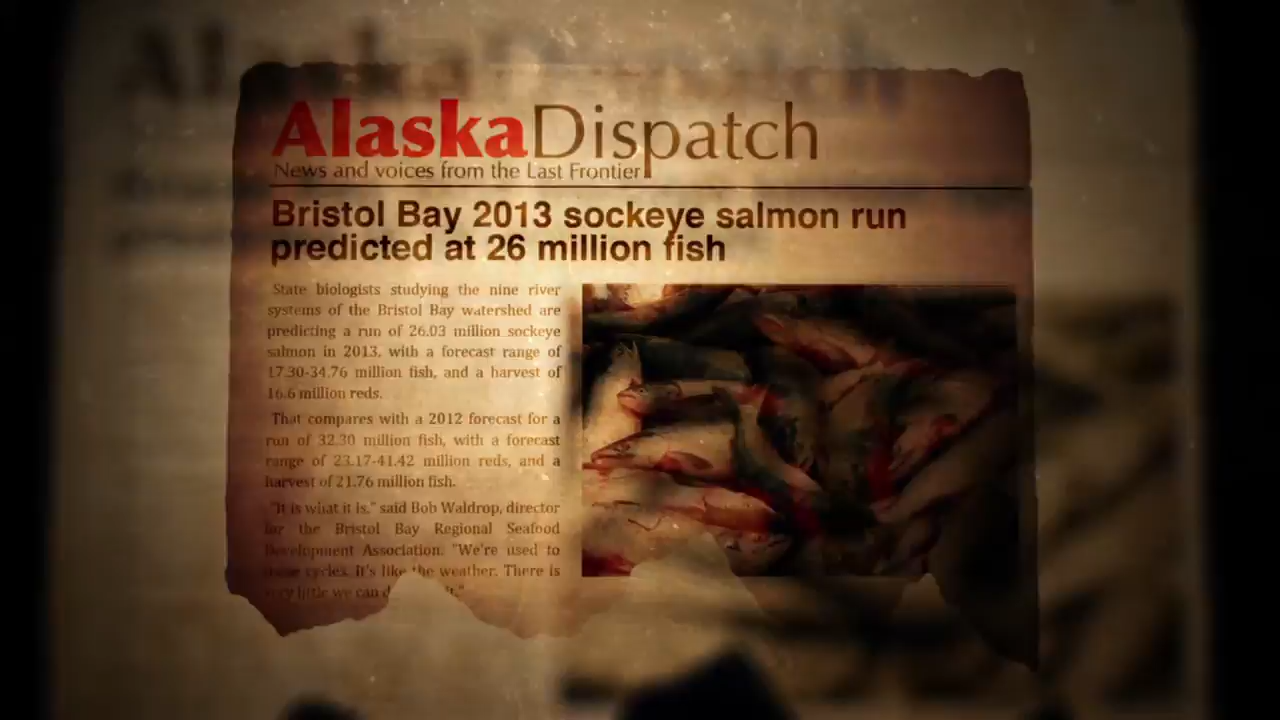 AlaskaDispatch
News and voices from the Last Frontier
Bristol Bay 2013 sockeye salmon run
predicted at 26 million fish
State biologists studying the nine river
systems of the Bristol Bay watershed are
predicting a run of 26.03 million sockeye
salmon in 2013, with a forecast range of
17.30-34.76 million fish, and a harvest of
16.6 million reds.
That compares with a 2012 forecast for a
run of 32.30 million fish, with a forecast
range of 23.17-41.42 million reds, and a
harvest of 21.76 million fish.
"It is what it is," said Bob Waldrop, director
for the Bristol Bay Regional Seafood
Development Association. "We're used to
cycles. It's like the weather. There is
little we can